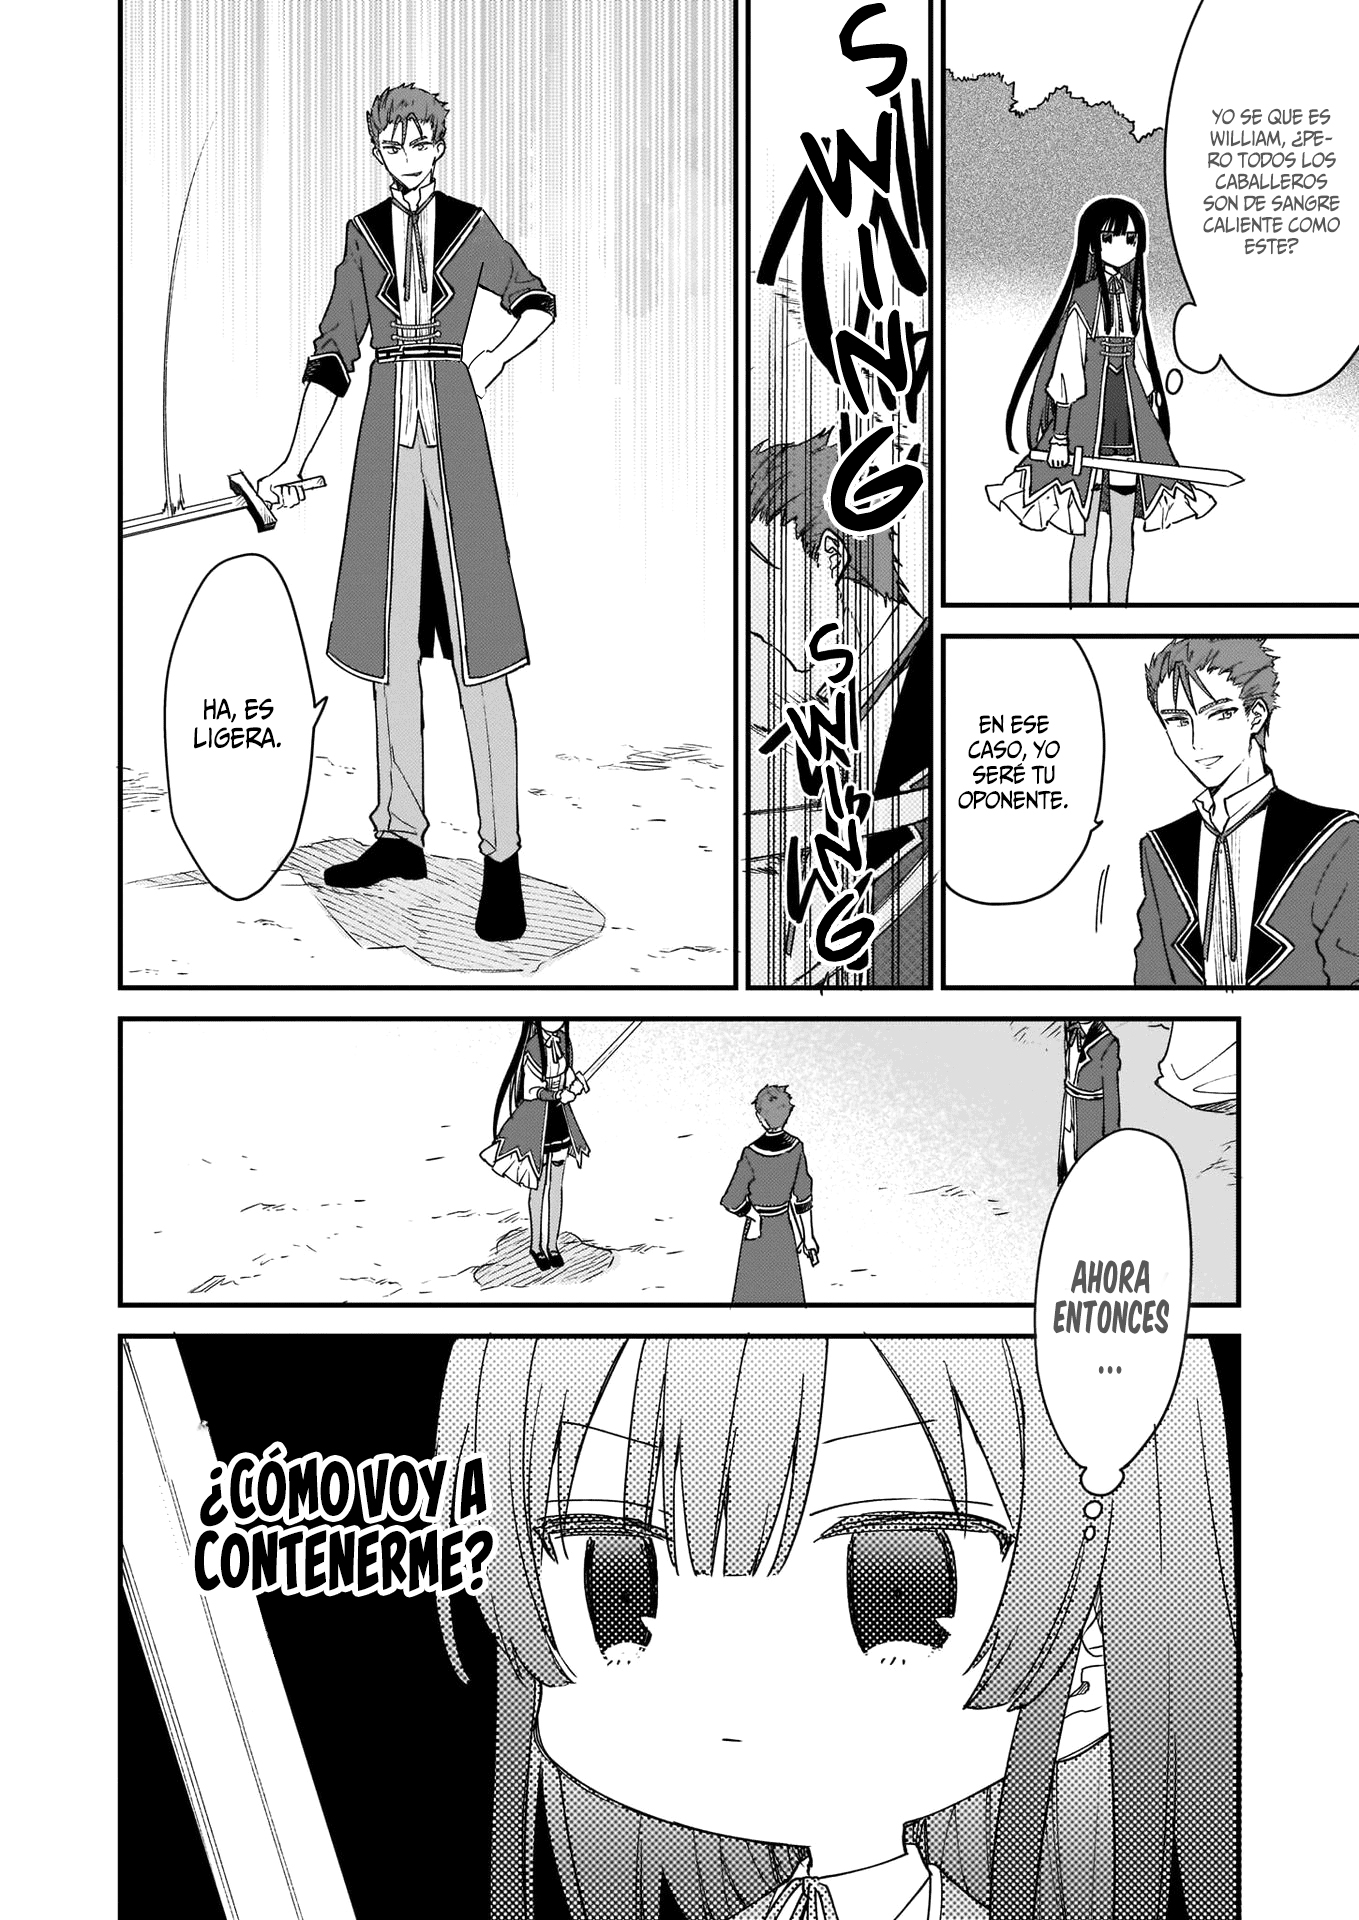 YO SE QUE ES
WILLIAM, ¿PE-
RO TODOS LOS
CABALLEROS
SON DE SANGRE
CALIENTE COMO
ESTE?
EN ESE
CASO, YO
SERÉ TU
OPONENTE.
SWING
SWING
HA, ES
LIGERA.
AHORA
ENTONCES
...
¿CÓMO VOY A
CONTENERME?